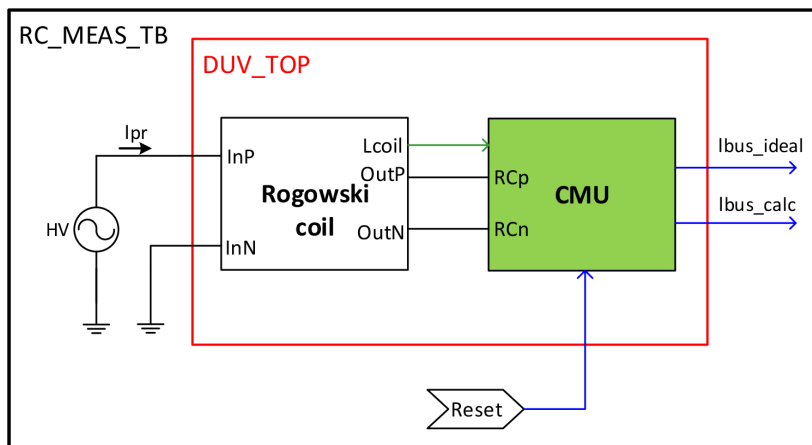 RC_MEAS_TB
DUV_TOP
Ipr
HV
InP
InN
Rogowski
coil
Lcoil
OutP
OutN
RCp
RCn
CMU
Ibus_ideal
Ibus_calc
Reset